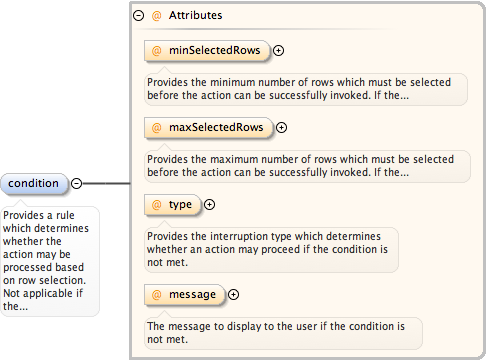 @ Attributes
@ minSelectedRows
Provides the minimum number of rows which must be selected
before the action can be successfully invoked. If the...
@ maxSelectedRows
Provides the maximum number of rows which must be selected
before the action can be successfully invoked. If the...
condition
Provides a rule
which determines
whether the
action may be
processed based
on row selection.
Not applicable if
the...
@ type
Provides the interruption type which determines
whether an action may proceed if the condition is
not met.
@ message
The message to display to the user if the condition is
not met.